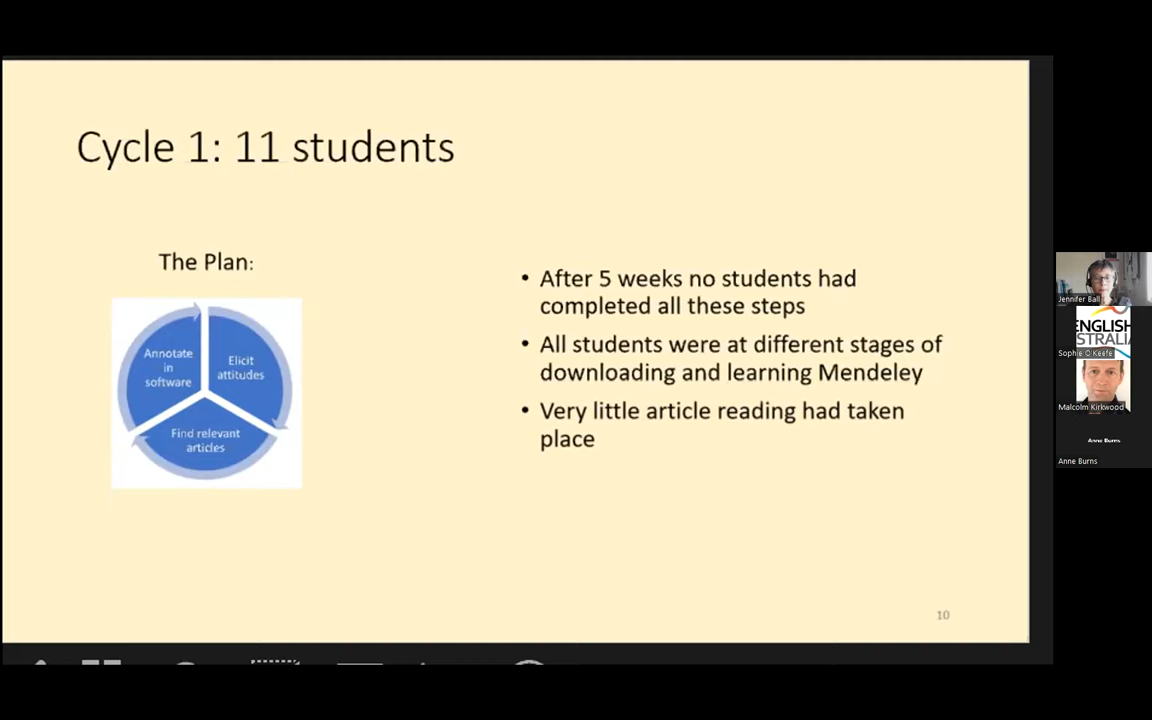 Cycle 1: 11 students
The Plan:
Annotate
in
software
Elicit
attitudes
Find relevant
articles
• After 5 weeks no students had
completed all these steps
• All students were at different stages of
downloading and learning Mendeley
• Very little article reading had taken
place
10
Jennifer Ball
ENGLISH
STRALIA
Sophie O Keefe
Malcolm Kirkwood
Anne Burns
Anne Burns